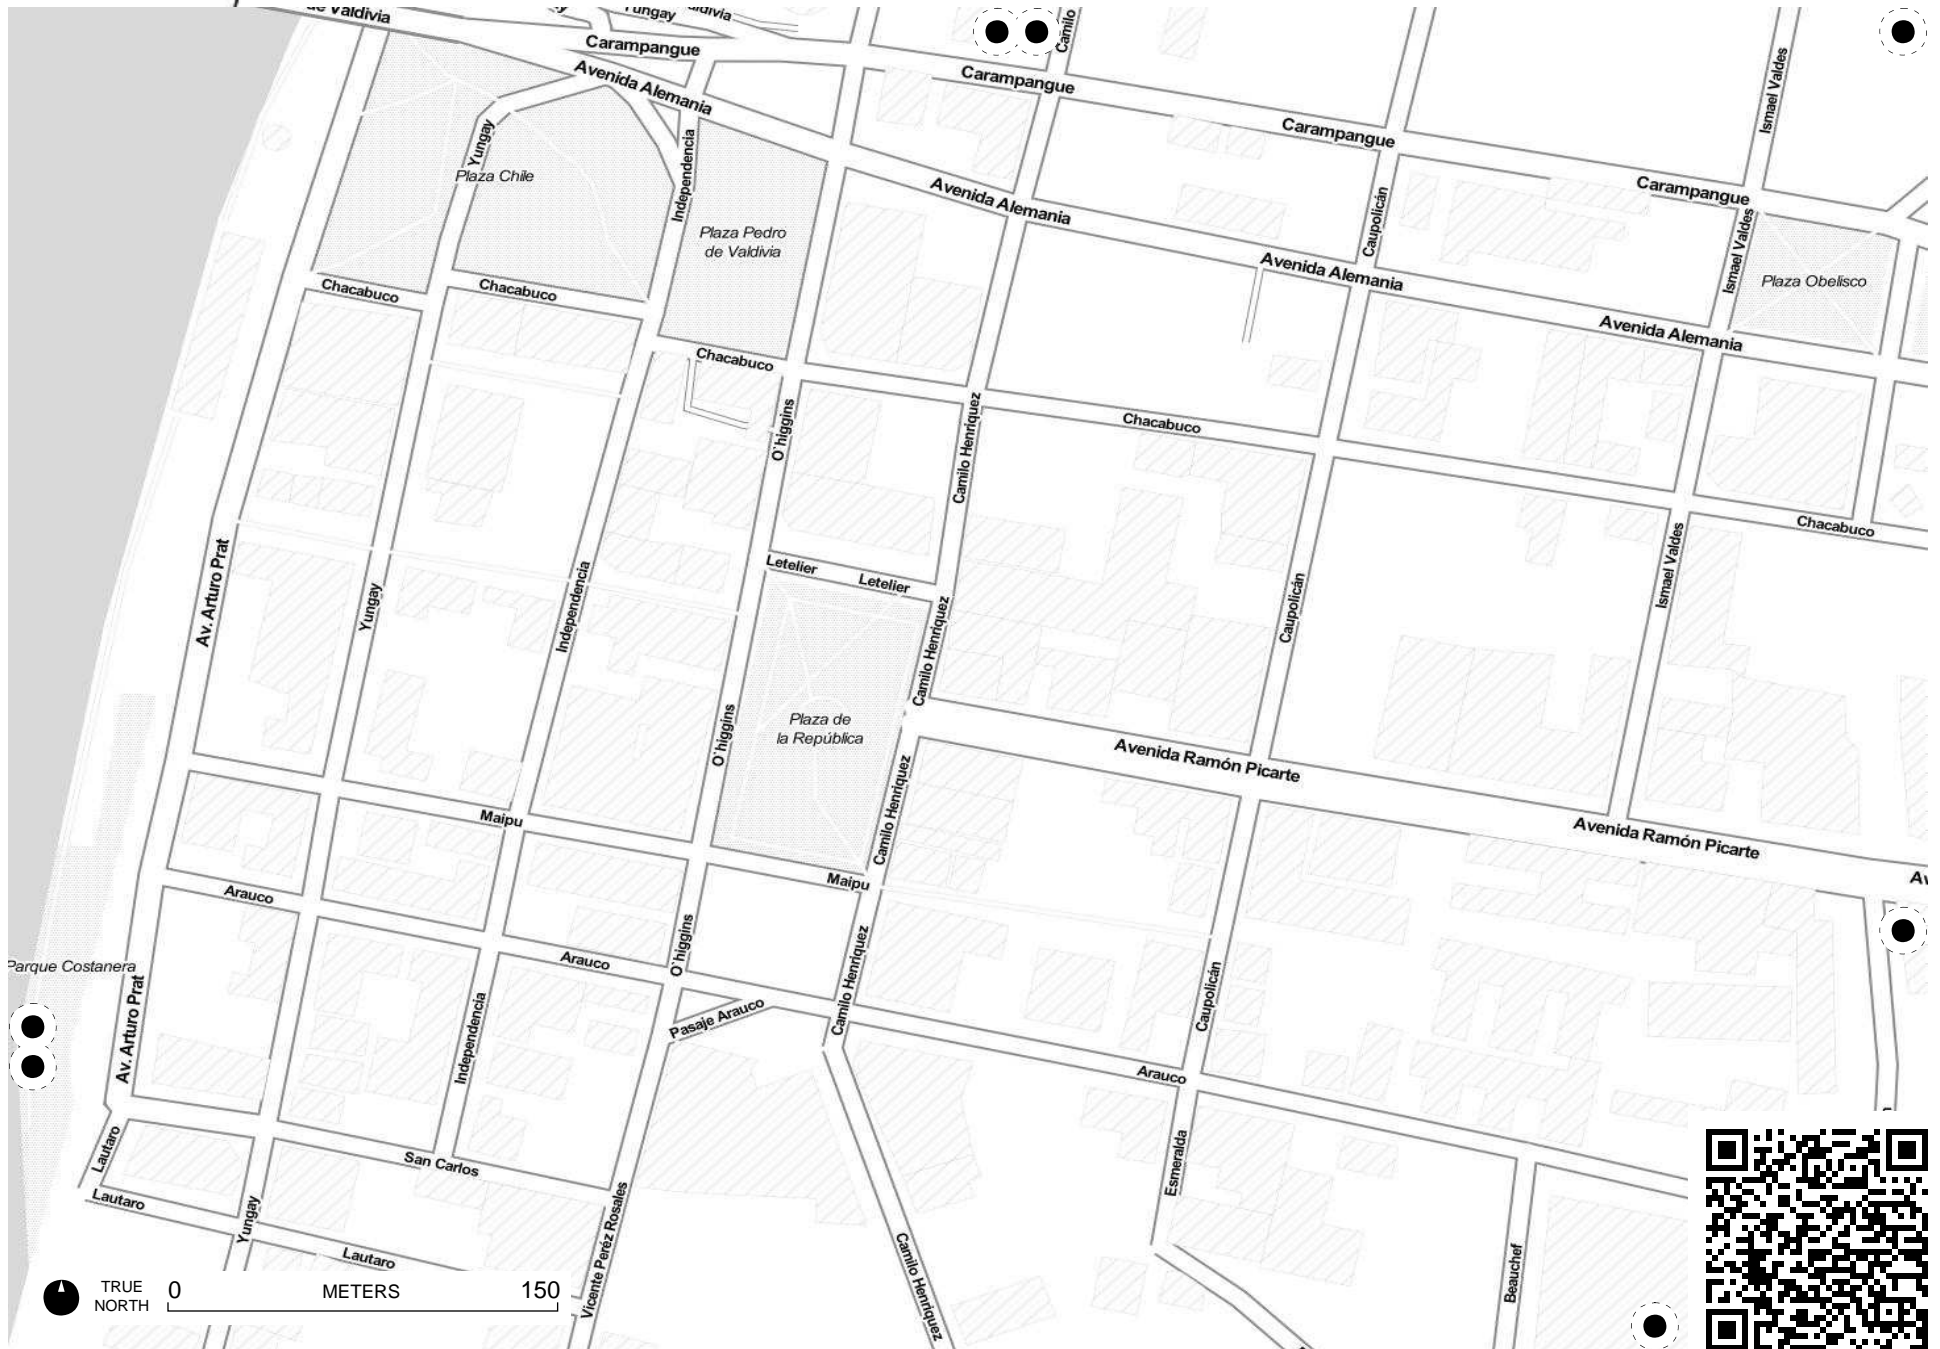 de Valdivia
Yungay
Carampangue
Camilo
Avenida Alemania
Carampangue
Ismael Valdes
Carampangue
Yungay
Independencia
Plaza Chile
Avenida Alemania
Carampangue
Caupolicán
Plaza Pedro
de Valdivia
Ismael Valdes
Avenida Alemania
Plaza Obelisco
Chacabuco
Chacabuco
Avenida Alemania
Chacabuco
O'higgins
Camilo Henriquez
Chacabuco
Chacabuco
Av. Arturo Prat
Yungay
Independencia
Letelier
Letelier
Camilo Henriquez
Caupolicán
Ismael Valdes
O'higgins
Plaza de
la República
Avenida Ramón Picarte
Maipu
Camilo Henriquez
Avenida Ramón Picarte
Maipu
Av
Arauco
O'higgins
Arauco
Parque Costanera
Av. Arturo Prat
Independencia
Pasaje Arauco
Camilo Henriquez
Caupolicán
Arauco
Lautaro
San Carlos
Esmeralda
Lautaro
Yungay
Vicente Peréz Rosales
Lautaro
Camilo Henriquez
Beauchef
TRUE
NORTH
0 METERS 150